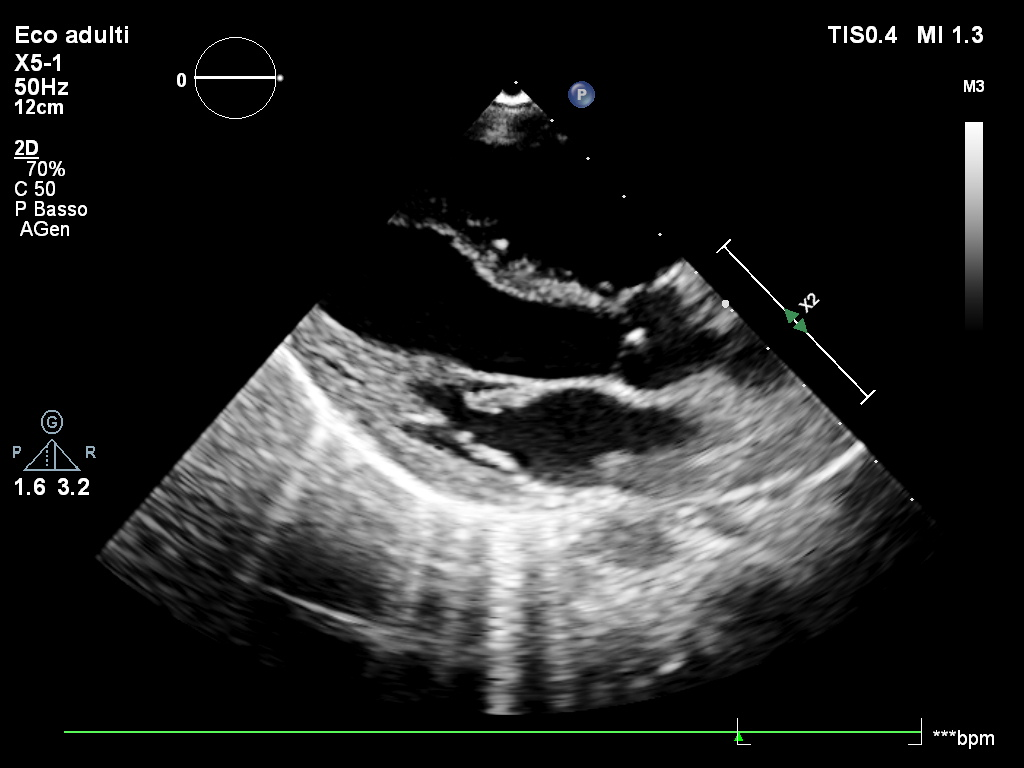 Eco adulti
X5-1
50Hz
12cm
2D
70%
C 50
P Basso
AGen
0
P
TIS0.4 MI 1.3
M3
X2
G
P R
1.6 3.2
***bpm